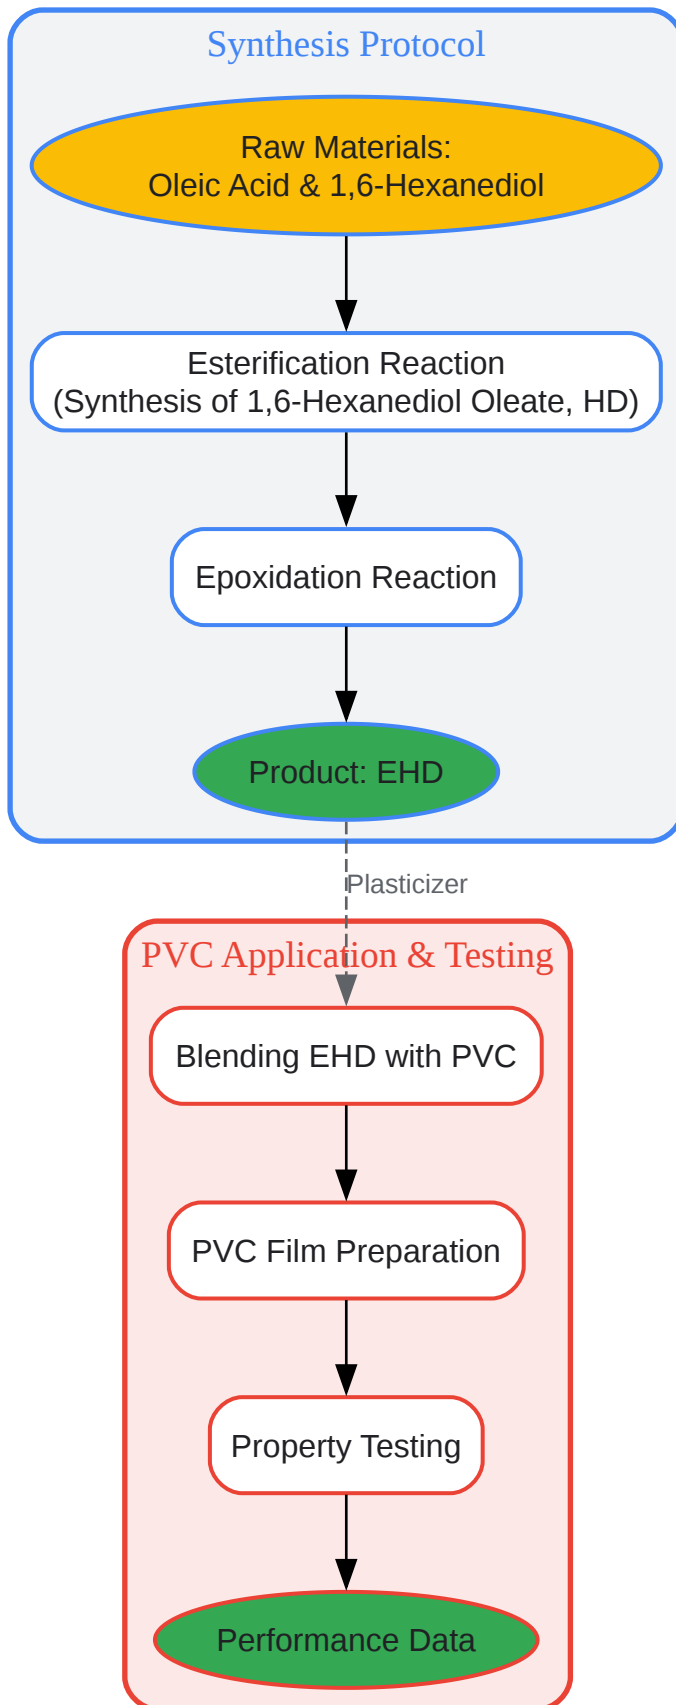 Synthesis Protocol
Raw Materials:
Oleic Acid & 1,6-Hexanediol
Esterification Reaction
(Synthesis of 1,6-Hexanediol Oleate, HD)
Epoxidation Reaction
Product: EHD
Plasticizer
PVC Application & Testing
Blending EHD with PVC
PVC Film Preparation
Property Testing
Performance Data